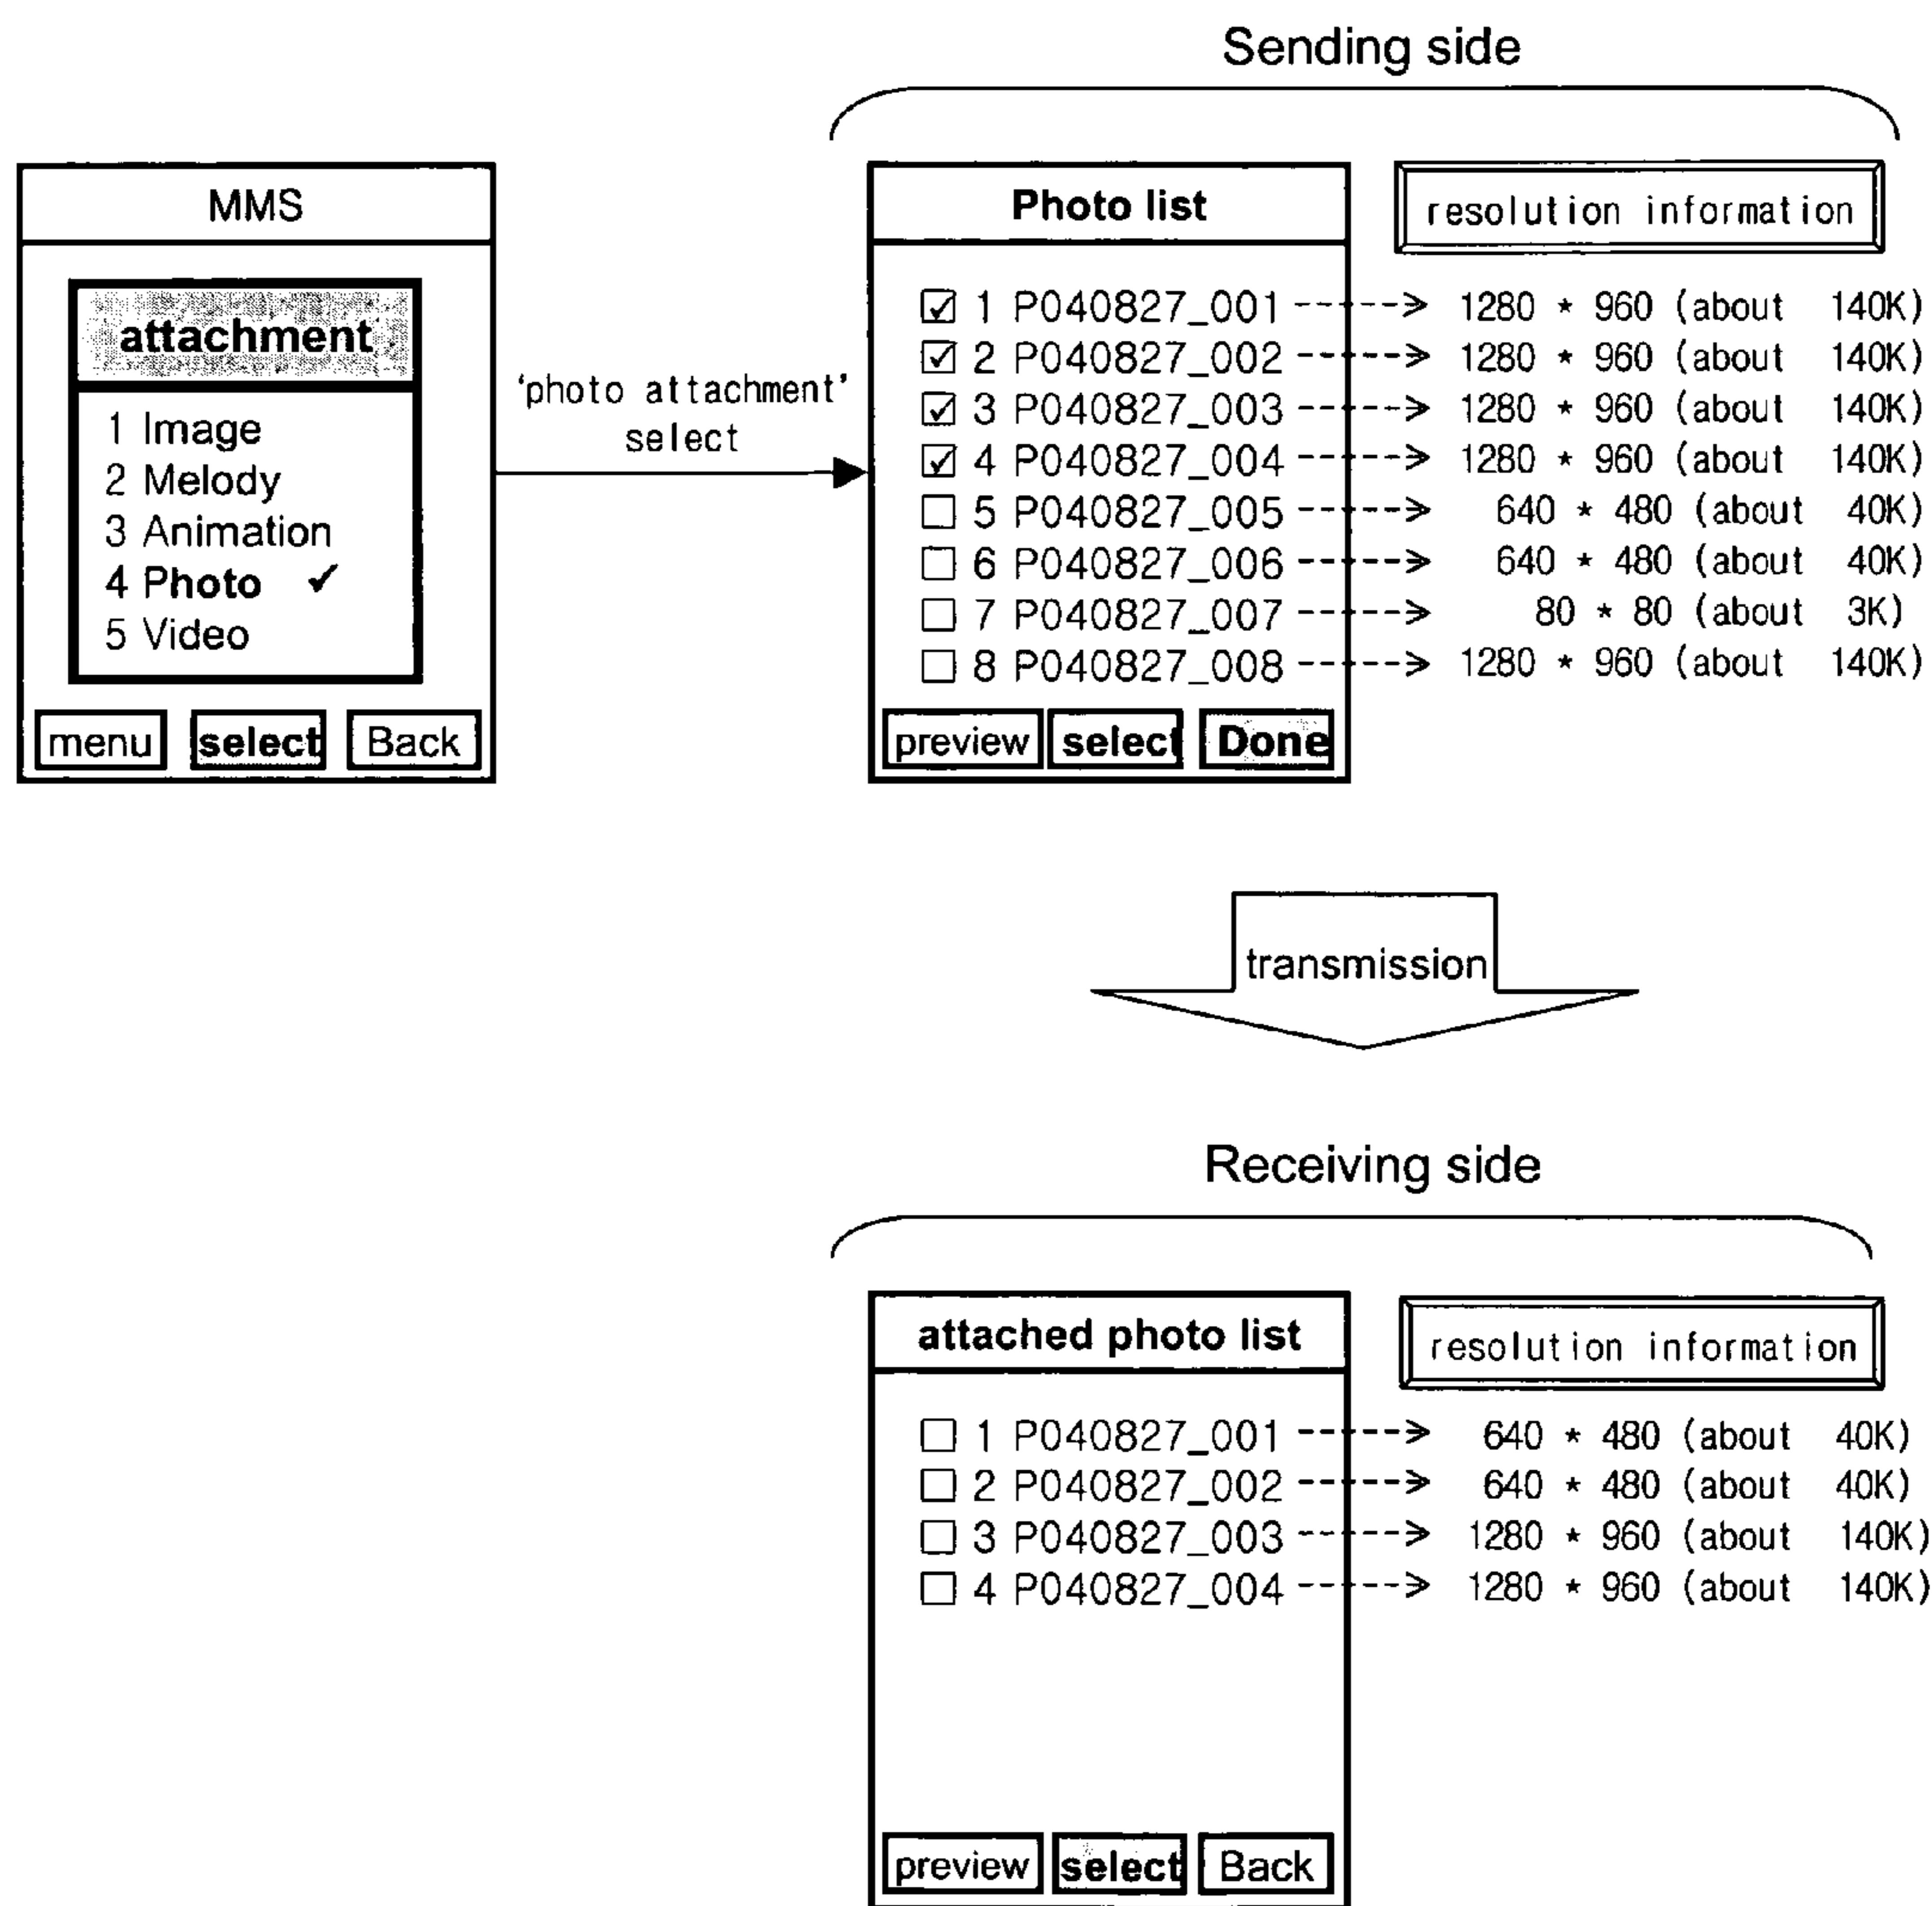 Sending side
MMS
attachment
1 Image
2 Melody
3 Animation
4 Photo ✓
5 Video
menu select Back
'photo attachment'
select
Photo list
resolution information
☑ 1 P040827_001 ----> 1280 * 960 (about 140K)
☑ 2 P040827_002 ----> 1280 * 960 (about 140K)
☑ 3 P040827_003 ----> 1280 * 960 (about 140K)
☑ 4 P040827_004 ----> 1280 * 960 (about 140K)
☐ 5 P040827_005 ----> 640 * 480 (about 40K)
☐ 6 P040827_006 ----> 640 * 480 (about 40K)
☐ 7 P040827_007 ----> 80 * 80 (about 3K)
☐ 8 P040827_008 ----> 1280 * 960 (about 140K)
preview select Done
transmission
Receiving side
attached photo list
resolution information
☐ 1 P040827_001 ----> 640 * 480 (about 40K)
☐ 2 P040827_002 ----> 640 * 480 (about 40K)
☐ 3 P040827_003 ----> 1280 * 960 (about 140K)
☐ 4 P040827_004 ----> 1280 * 960 (about 140K)
preview select Back